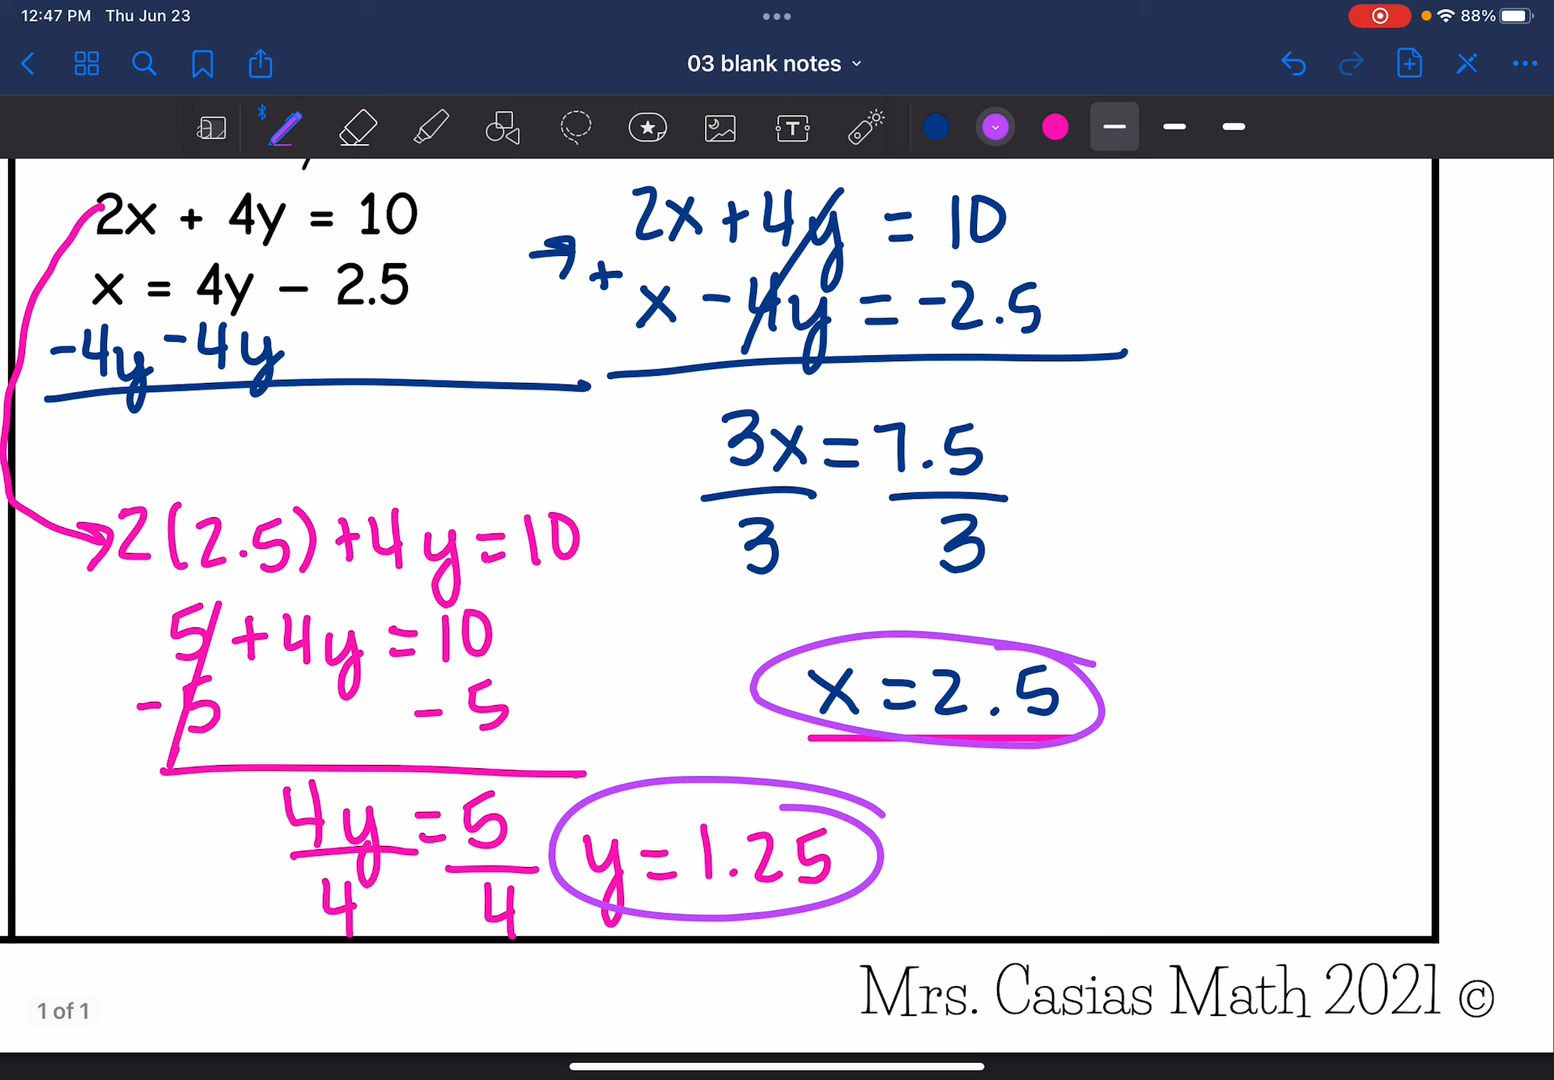 12:47 PM Thu Jun 23
88%
03 blank notes
2x + 4y = 10
x = 4y − 2.5
-4y -4y
2x + 4y = 10
→ + x - 4y = -2.5
3x = 7.5
3 3
x = 2.5
2(2.5) + 4y = 10
5 + 4y = 10
- 5 - 5
4y = 5
4 4
y = 1.25
Mrs. Casias Math 2021 ©
1 of 1